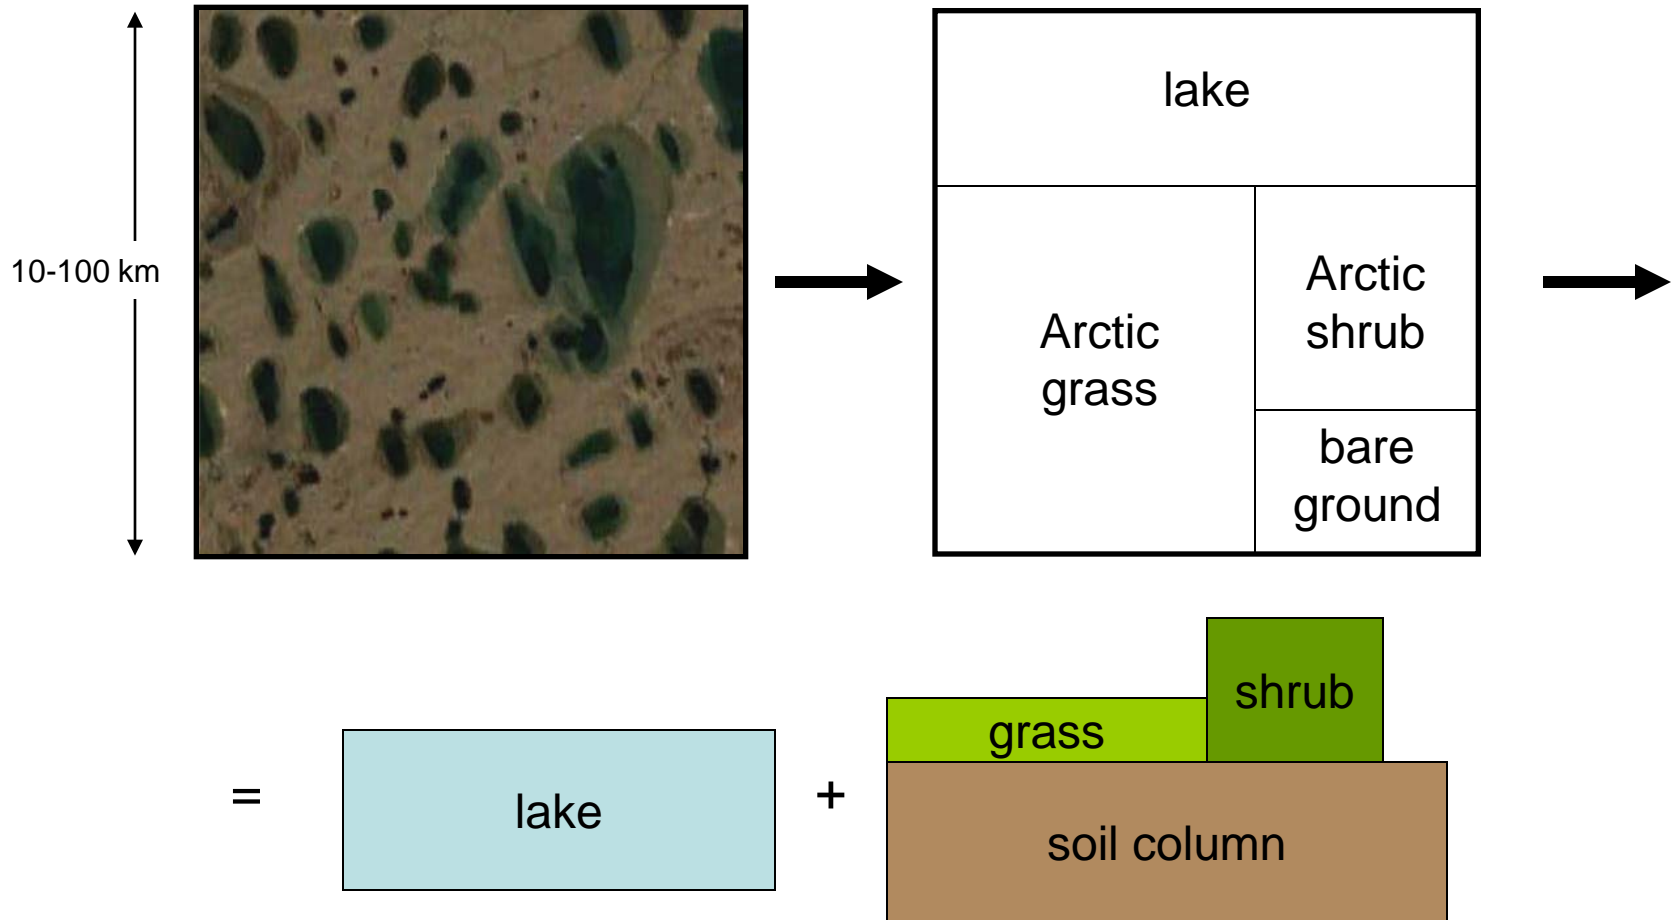 10-100 km
lake
Arctic
grass
Arctic
shrub
bare
ground
=
lake
+
grass
shrub
soil column